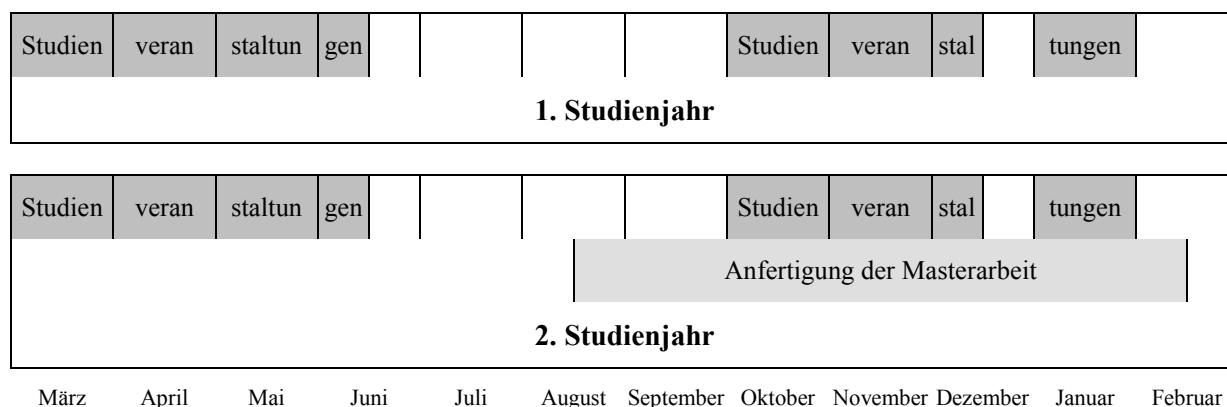 Studien veran staltun gen Studien veran stal tungen
1. Studienjahr
Studien veran staltun gen Studien veran stal tungen
Anfertigung der Masterarbeit
2. Studienjahr
März April Mai Juni Juli August September Oktober November Dezember Januar Februar